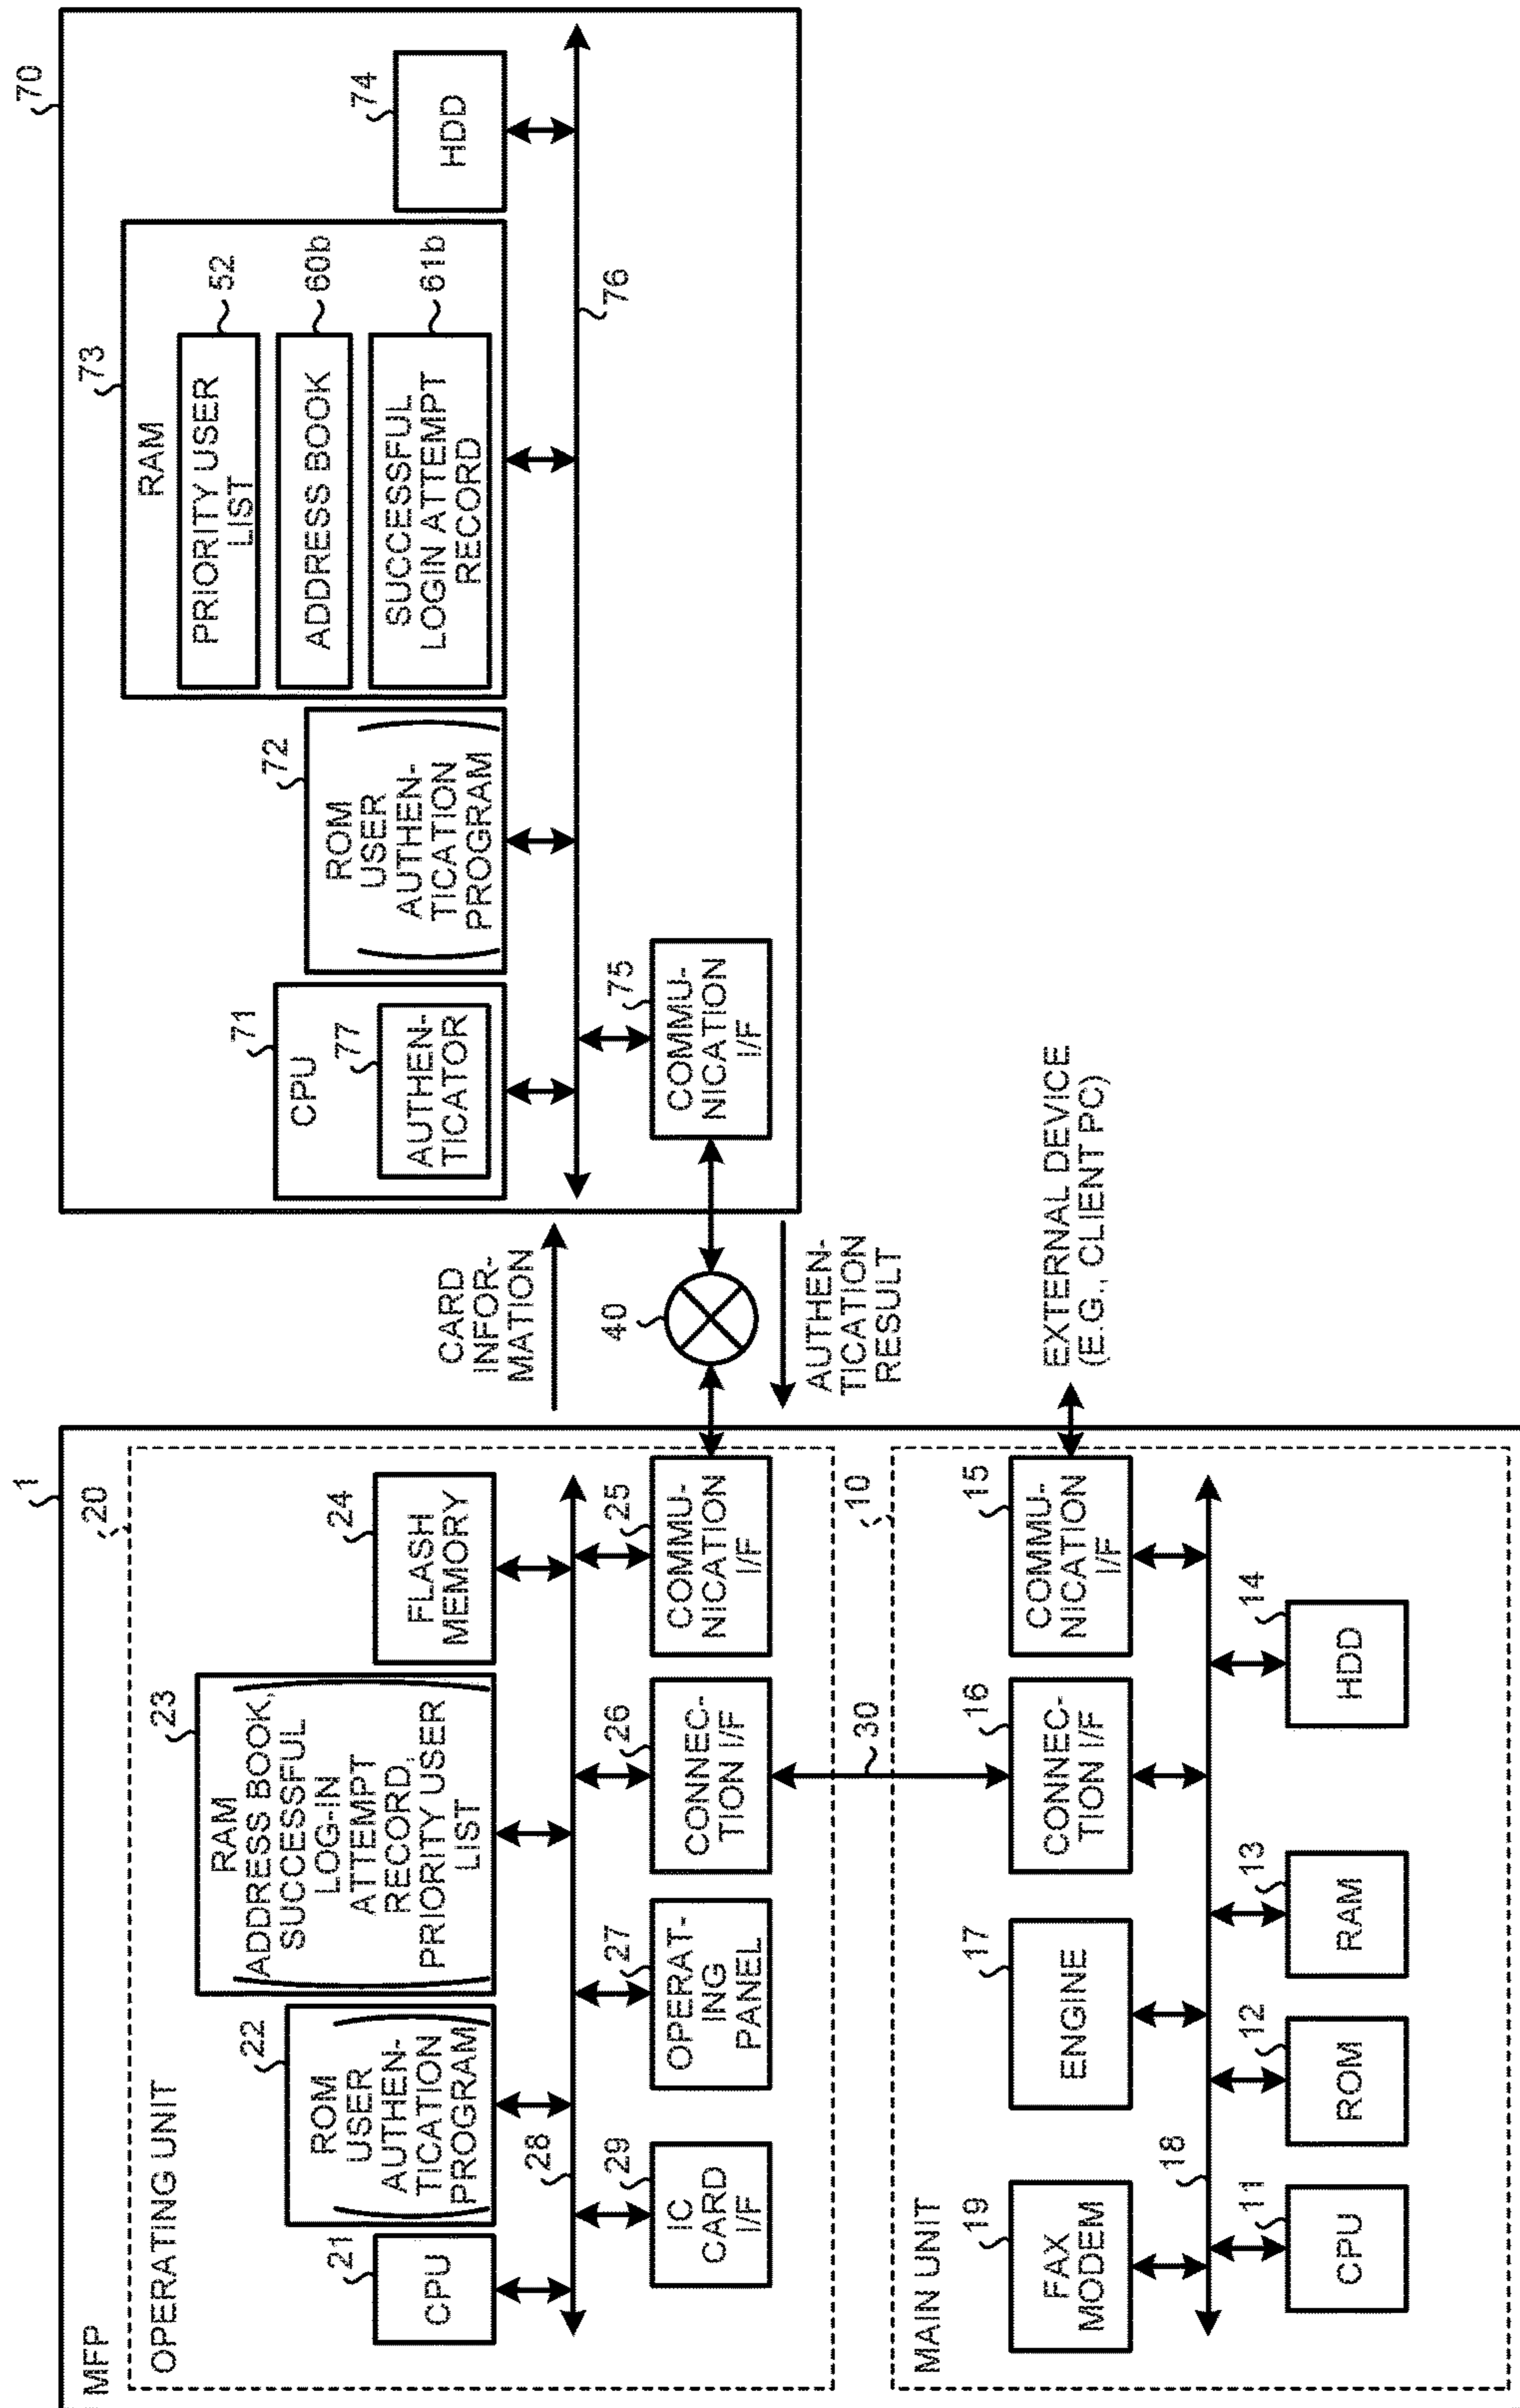 MFP
1
OPERATING UNIT
20
CPU
21
ROM
USER
AUTHEN-
TICATION
PROGRAM
22
RAM
ADDRESS BOOK,
SUCCESSFUL
LOG-IN
ATTEMPT
RECORD,
PRIORITY USER
LIST
23
FLASH
MEMORY
24
28
IC
CARD
I/F
29
OPERAT-
ING
PANEL
27
CONNEC-
TION I/F
26
COMMU-
NICATION
I/F
25
30
MAIN UNIT
10
FAX
MODEM
19
ENGINE
17
CONNEC-
TION I/F
16
COMMU-
NICATION
I/F
15
18
CPU
11
ROM
12
RAM
13
HDD
14
CARD
INFOR-
MATION
40
AUTHEN-
TICATION
RESULT
EXTERNAL DEVICE
(E.G., CLIENT PC)
70
CPU
71
AUTHEN-
TICATOR
77
ROM
USER
AUTHEN-
TICATION
PROGRAM
72
RAM
73
PRIORITY USER
LIST
52
ADDRESS BOOK
60b
SUCCESSFUL
LOGIN ATTEMPT
RECORD
61b
HDD
74
76
COMMU-
NICATION
I/F
75